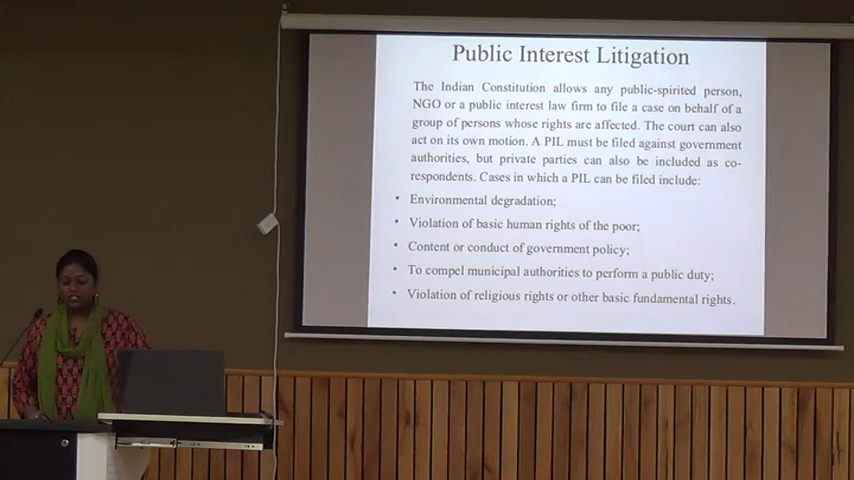 Public Interest Litigation
The Indian Constitution allows any public-spirited person,
NGO or a public interest law firm to file a case on behalf of a
group of persons whose rights are affected. The court can also
act on its own motion. A PIL must be filed against government
authorities, but private parties can also be included as co-
respondents. Cases in which a PIL can be filed include:
• Environmental degradation;
• Violation of basic human rights of the poor;
• Content or conduct of government policy;
• To compel municipal authorities to perform a public duty;
• Violation of religious rights or other basic fundamental rights.